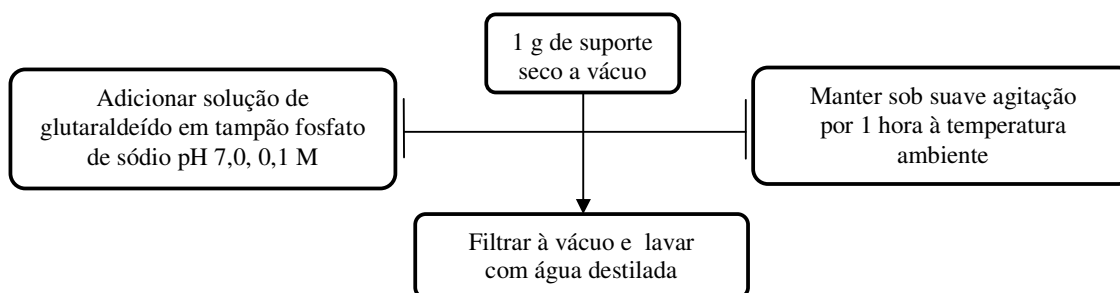 1 g de suporte
seco a vácuo
Adicionar solução de
glutaraldeído em tampão fosfato
de sódio pH 7,0, 0,1 M
Manter sob suave agitação
por 1 hora à temperatura
ambiente
Filtrar à vácuo e lavar
com água destilada